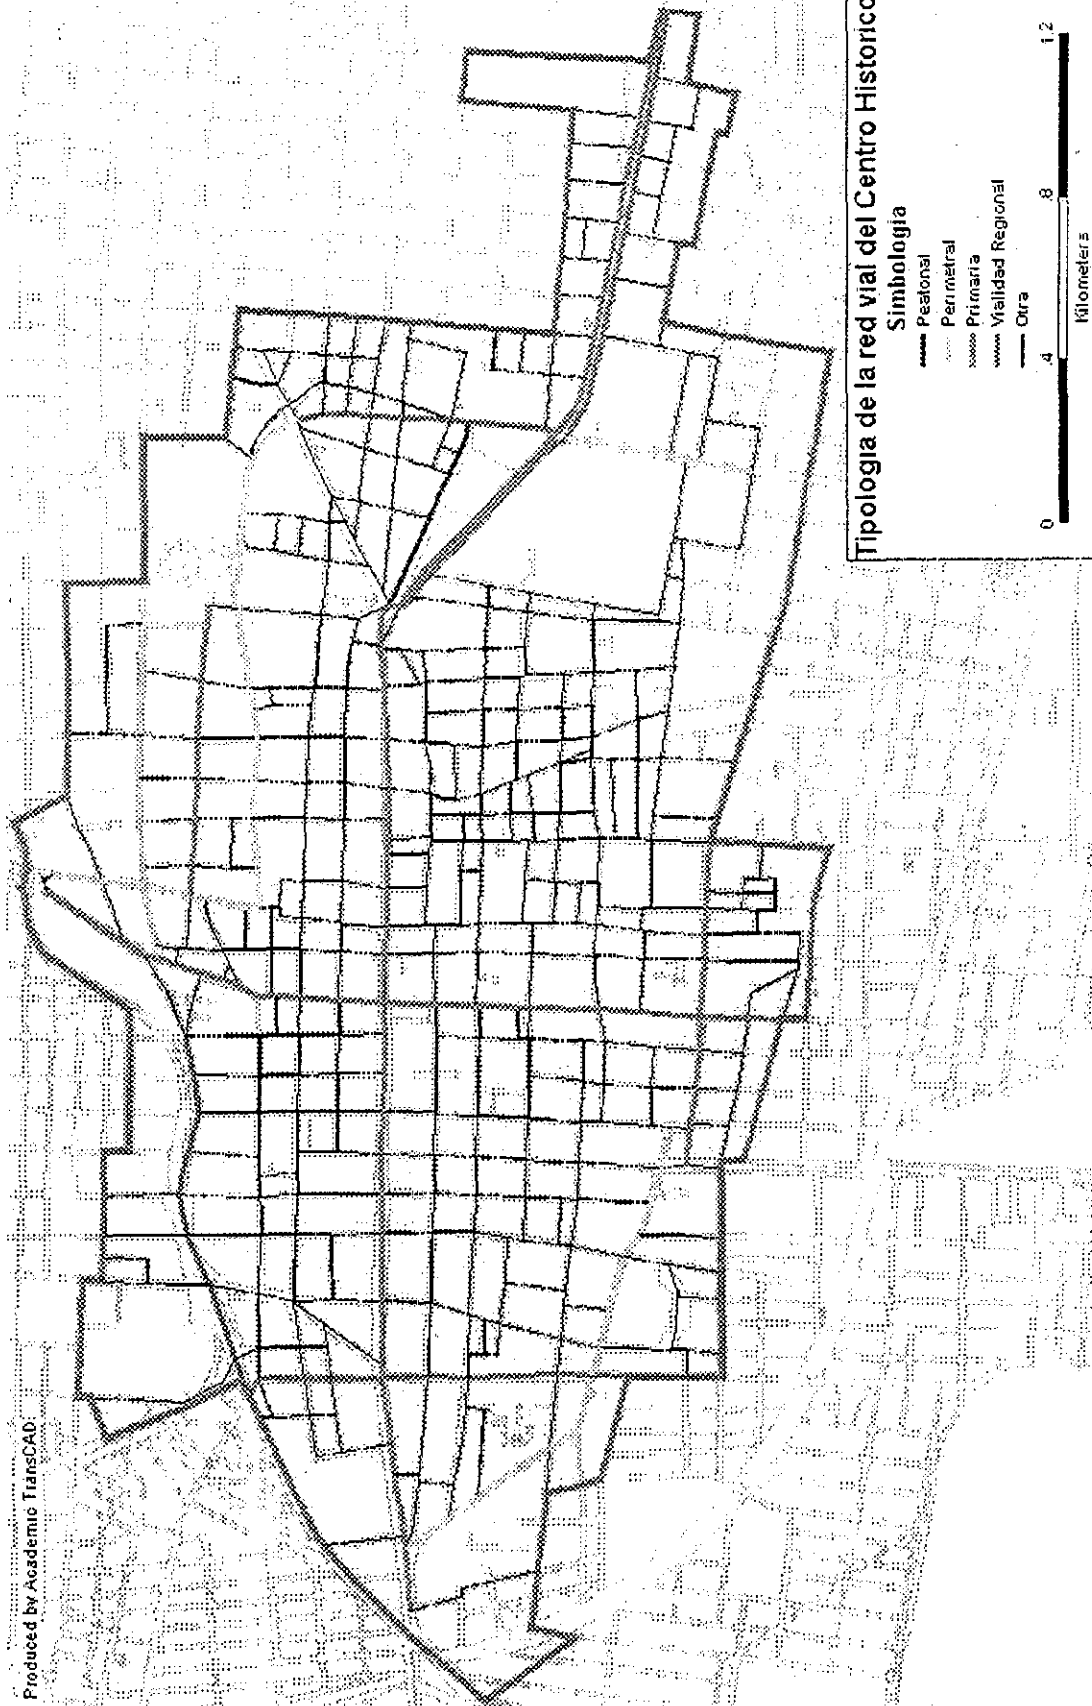 Produced by Academic TransCAD.
Tipologia de la red vial del Centro Historico
Simbologia
Peatonal
Perimetral
Primaria
Vialidad Regional
Otra
0 .4 .8 1.2
Kilometers